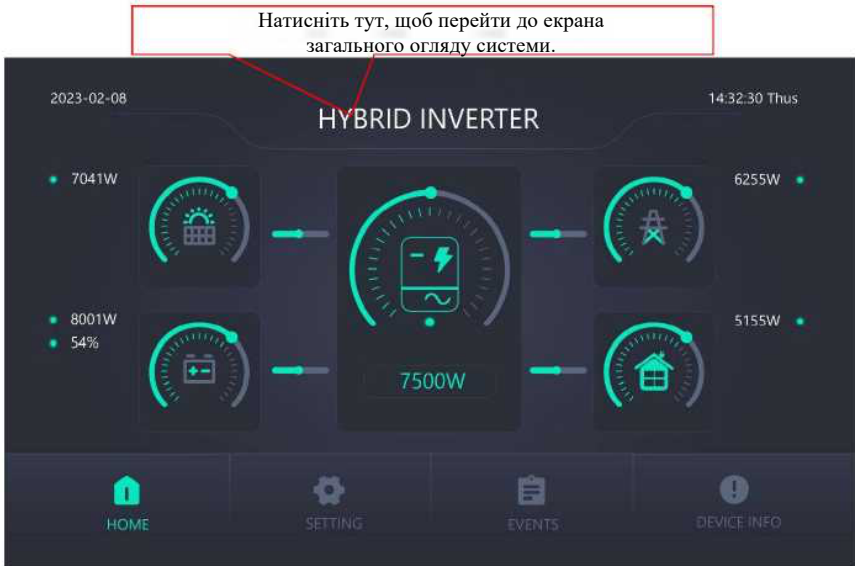 Натисніть тут, щоб перейти до екрана
загального огляду системи.
2023-02-08
14:32:30 Thus
HYBRID INVERTER
7041W
6255W
8001W
54%
5155W
7500W
HOME
SETTING
EVENTS
DEVICE INFO